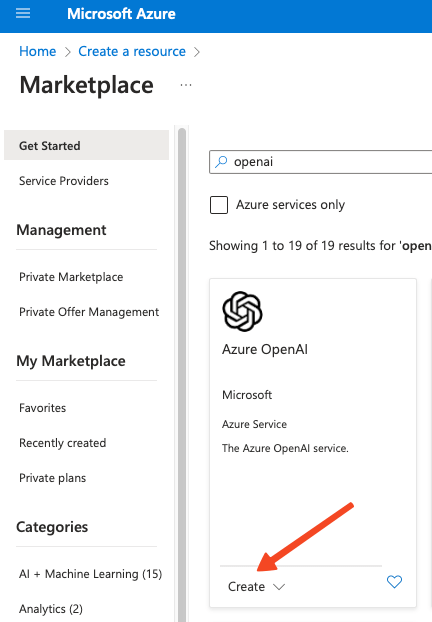 Microsoft Azure
Home > Create a resource >
Marketplace ...
Get Started
Service Providers
Management
Private Marketplace
Private Offer Management
My Marketplace
Favorites
Recently created
Private plans
Categories
AI + Machine Learning (15)
Analytics (2)
openai
Azure services only
Showing 1 to 19 of 19 results for 'open
Azure OpenAI
Microsoft
Azure Service
The Azure OpenAI service.
Create